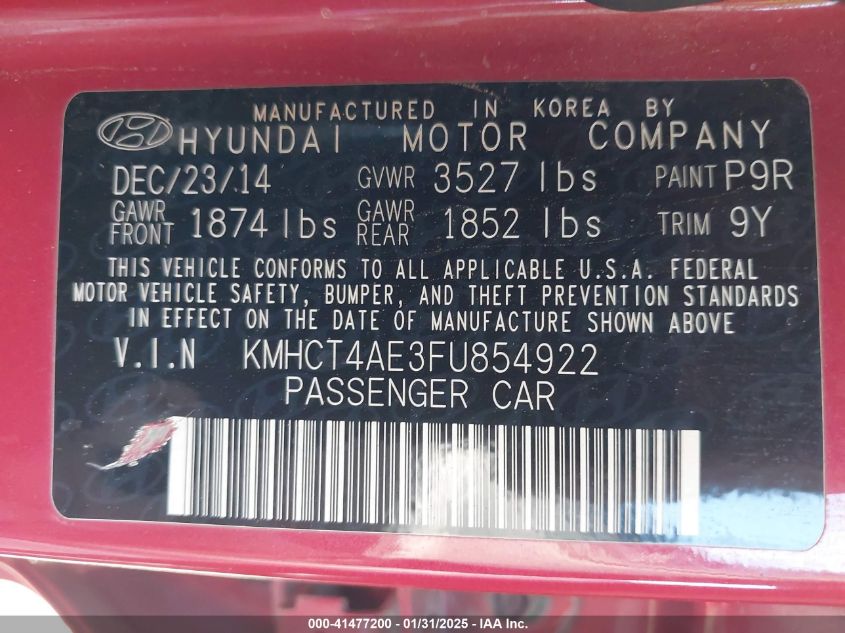 MANUFACTURED IN KOREA BY
HYUNDAI MOTOR COMPANY
DEC/23/14 GVWR 3527 lbs PAINT P9R
GAWR FRONT 1874 lbs GAWR REAR 1852 lbs TRIM 9Y
THIS VEHICLE CONFORMS TO ALL APPLICABLE U.S.A. FEDERAL
MOTOR VEHICLE SAFETY, BUMPER, AND THEFT PREVENTION STANDARDS
IN EFFECT ON THE DATE OF MANUFACTURE SHOWN ABOVE
V.I.N KMHCT4AE3FU854922
PASSENGER CAR
000-41477200 - 01/31/2025 - IAA Inc.